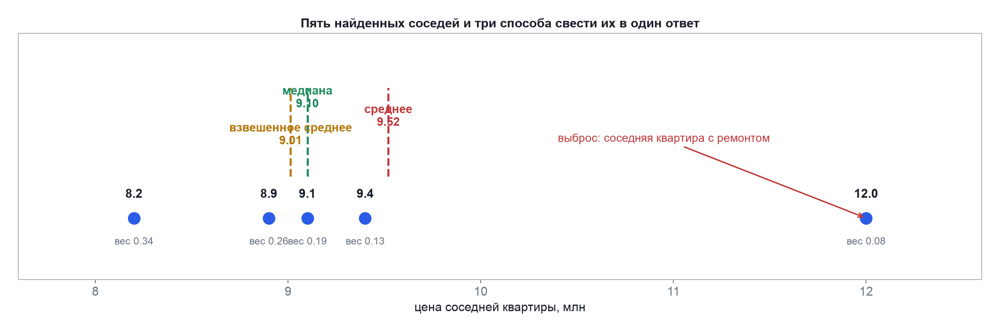 Пять найденных соседей и три способа свести их в один ответ
медиана
9.10
среднее
9.52
взвешенное среднее
9.01
выброс: соседняя квартира с ремонтом
8.2
8.9
9.1
9.4
12.0
вес 0.34
вес 0.26
вес 0.19
вес 0.13
вес 0.08
8
9
10
11
12
цена соседней квартиры, млн